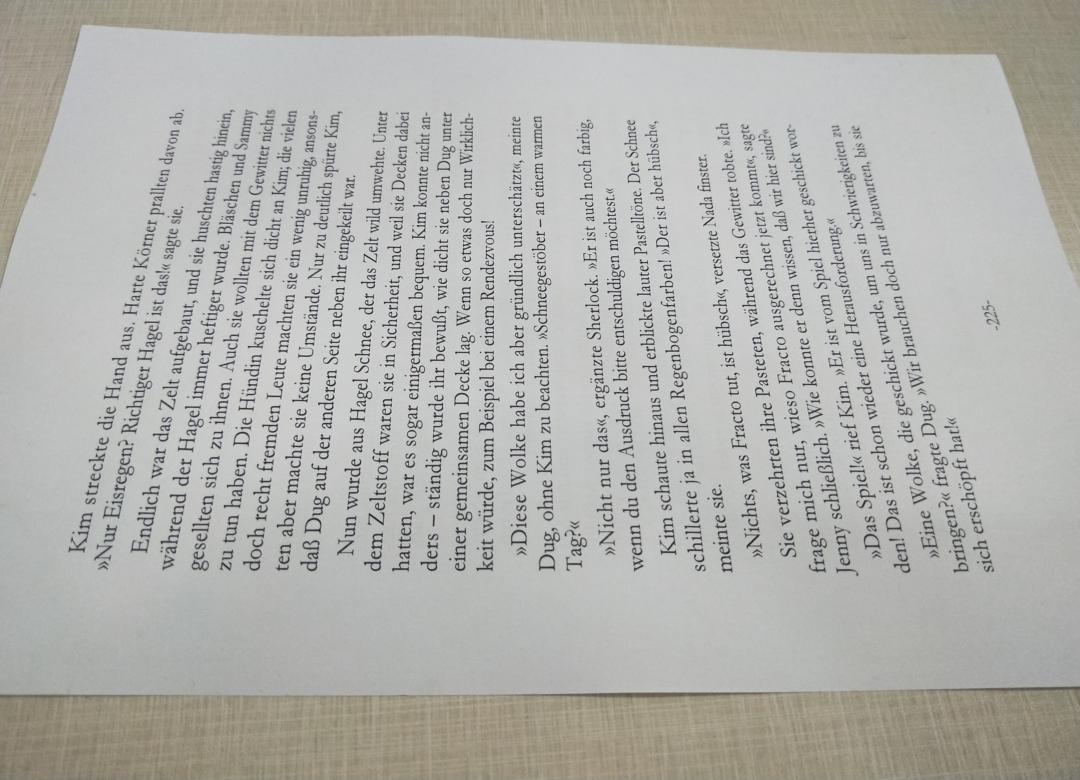 Kim streckte die Hand aus. Harte Körner prallten davon ab.
»Nur Eisregen? Richtiger Hagel ist das!« sagte sie.
Endlich war das Zelt aufgebaut, und sie huschten hastig hinein,
während der Hagel immer heftiger wurde. Bläschen und Sammy
gesellten sich zu ihnen. Auch sie wollten mit dem Gewitter nichts
zu tun haben. Die Hündin kuschelte sich dicht an Kim; die vielen
doch recht fremden Leute machten sie ein wenig unruhig, ansons-
ten aber machte sie keine Umstände. Nur zu deutlich spürte Kim,
daß Dug auf der anderen Seite neben ihr eingekeilt war.
Nun wurde aus Hagel Schnee, der das Zelt wild umwehte. Unter
dem Zeltstoff waren sie in Sicherheit, und weil sie Decken dabei
hatten, war es sogar einigermaßen bequem. Kim konnte nicht an-
ders – ständig wurde ihr bewußt, wie dicht sie neben Dug unter
einer gemeinsamen Decke lag. Wenn so etwas doch nur Wirklich-
keit würde, zum Beispiel bei einem Rendezvous!
»Diese Wolke habe ich aber gründlich unterschärzt«, meinte
Dug, ohne Kim zu beachten. »Schneegestöber – an einem warmen
Tag?«
»Nicht nur das«, ergänzte Sherlock. »Er ist auch noch farbig,
wenn du den Ausdruck bitte entschuldigen möchtest.«
Kim schaute hinaus und erblickte lauter Pastelltöne. Der Schnee
schillerte ja in allen Regenbogenfarben! »Der ist aber hübsch«,
meinte sie.
»Nichts, was Fracto tut, ist hübsch«, versetzte Nada finster.
Sie verzehrten ihre Pasteten, während das Gewitter tobte. »Ich
frage mich nur, wieso Fracto ausgerechnet jetzt kommt«, sagte
Jenny schließlich. »Wie konnte er denn wissen, daß wir hier sind?«
»Das Spiel!« rief Kim. »Er ist vom Spiel hierher geschickt wor-
den! Das ist schon wieder eine Herausforderung«
»Eine Wolke, die geschickt wurde, um uns in Schwierigkeiten zu
bringen?« fragte Dug. »Wir brauchen doch nur abzuwarten, bis sie
sich erschöpft hat!«
-225-